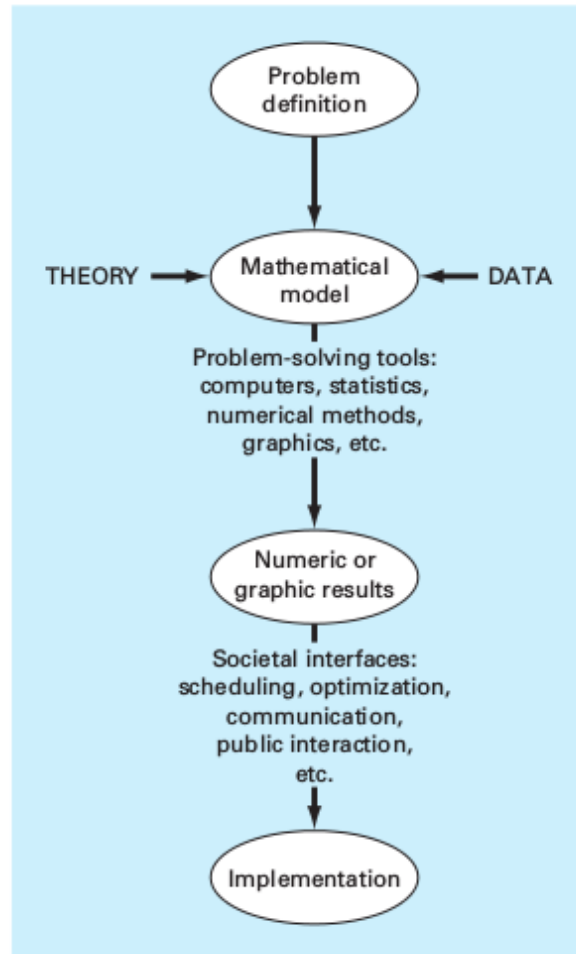 Problem
definition
THEORY
Mathematical
model
DATA
Problem-solving tools:
computers, statistics,
numerical methods,
graphics, etc.
Numeric or
graphic results
Societal interfaces:
scheduling, optimization,
communication,
public interaction,
etc.
Implementation